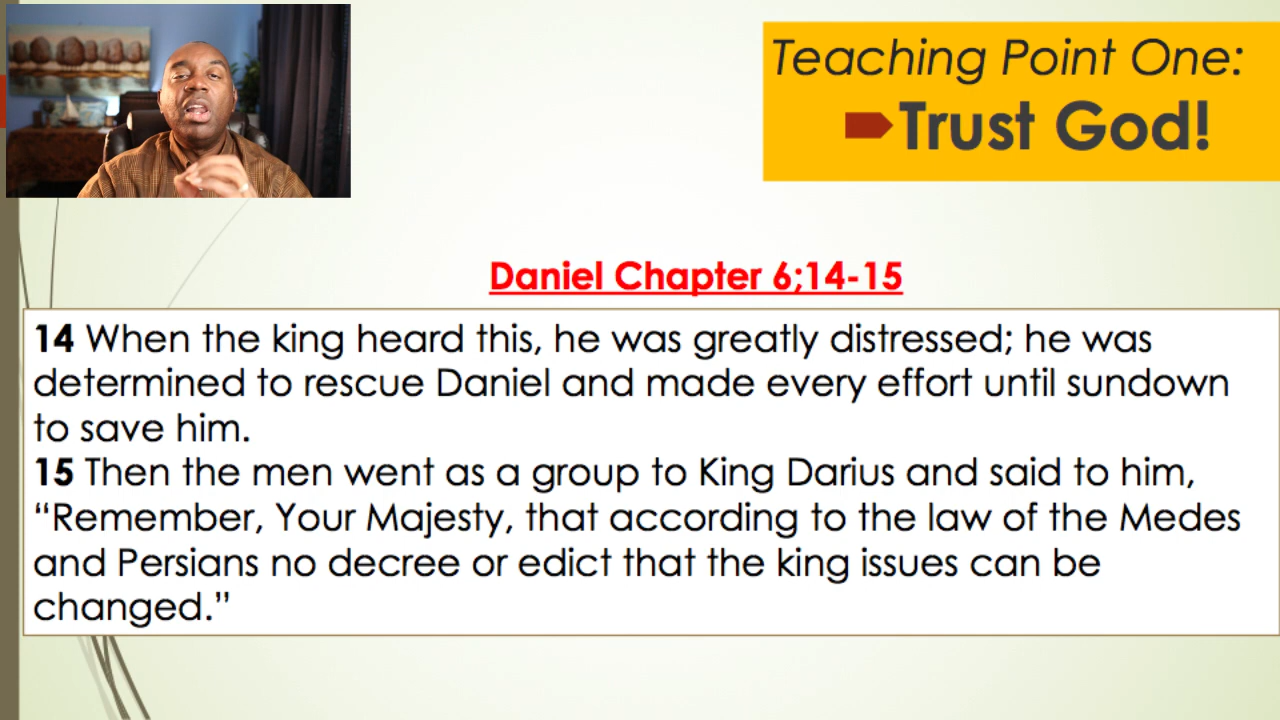 Teaching Point One:
Trust God!
Daniel Chapter 6;14-15
14 When the king heard this, he was greatly distressed; he was
determined to rescue Daniel and made every effort until sundown
to save him.
15 Then the men went as a group to King Darius and said to him,
“Remember, Your Majesty, that according to the law of the Medes
and Persians no decree or edict that the king issues can be
changed.”